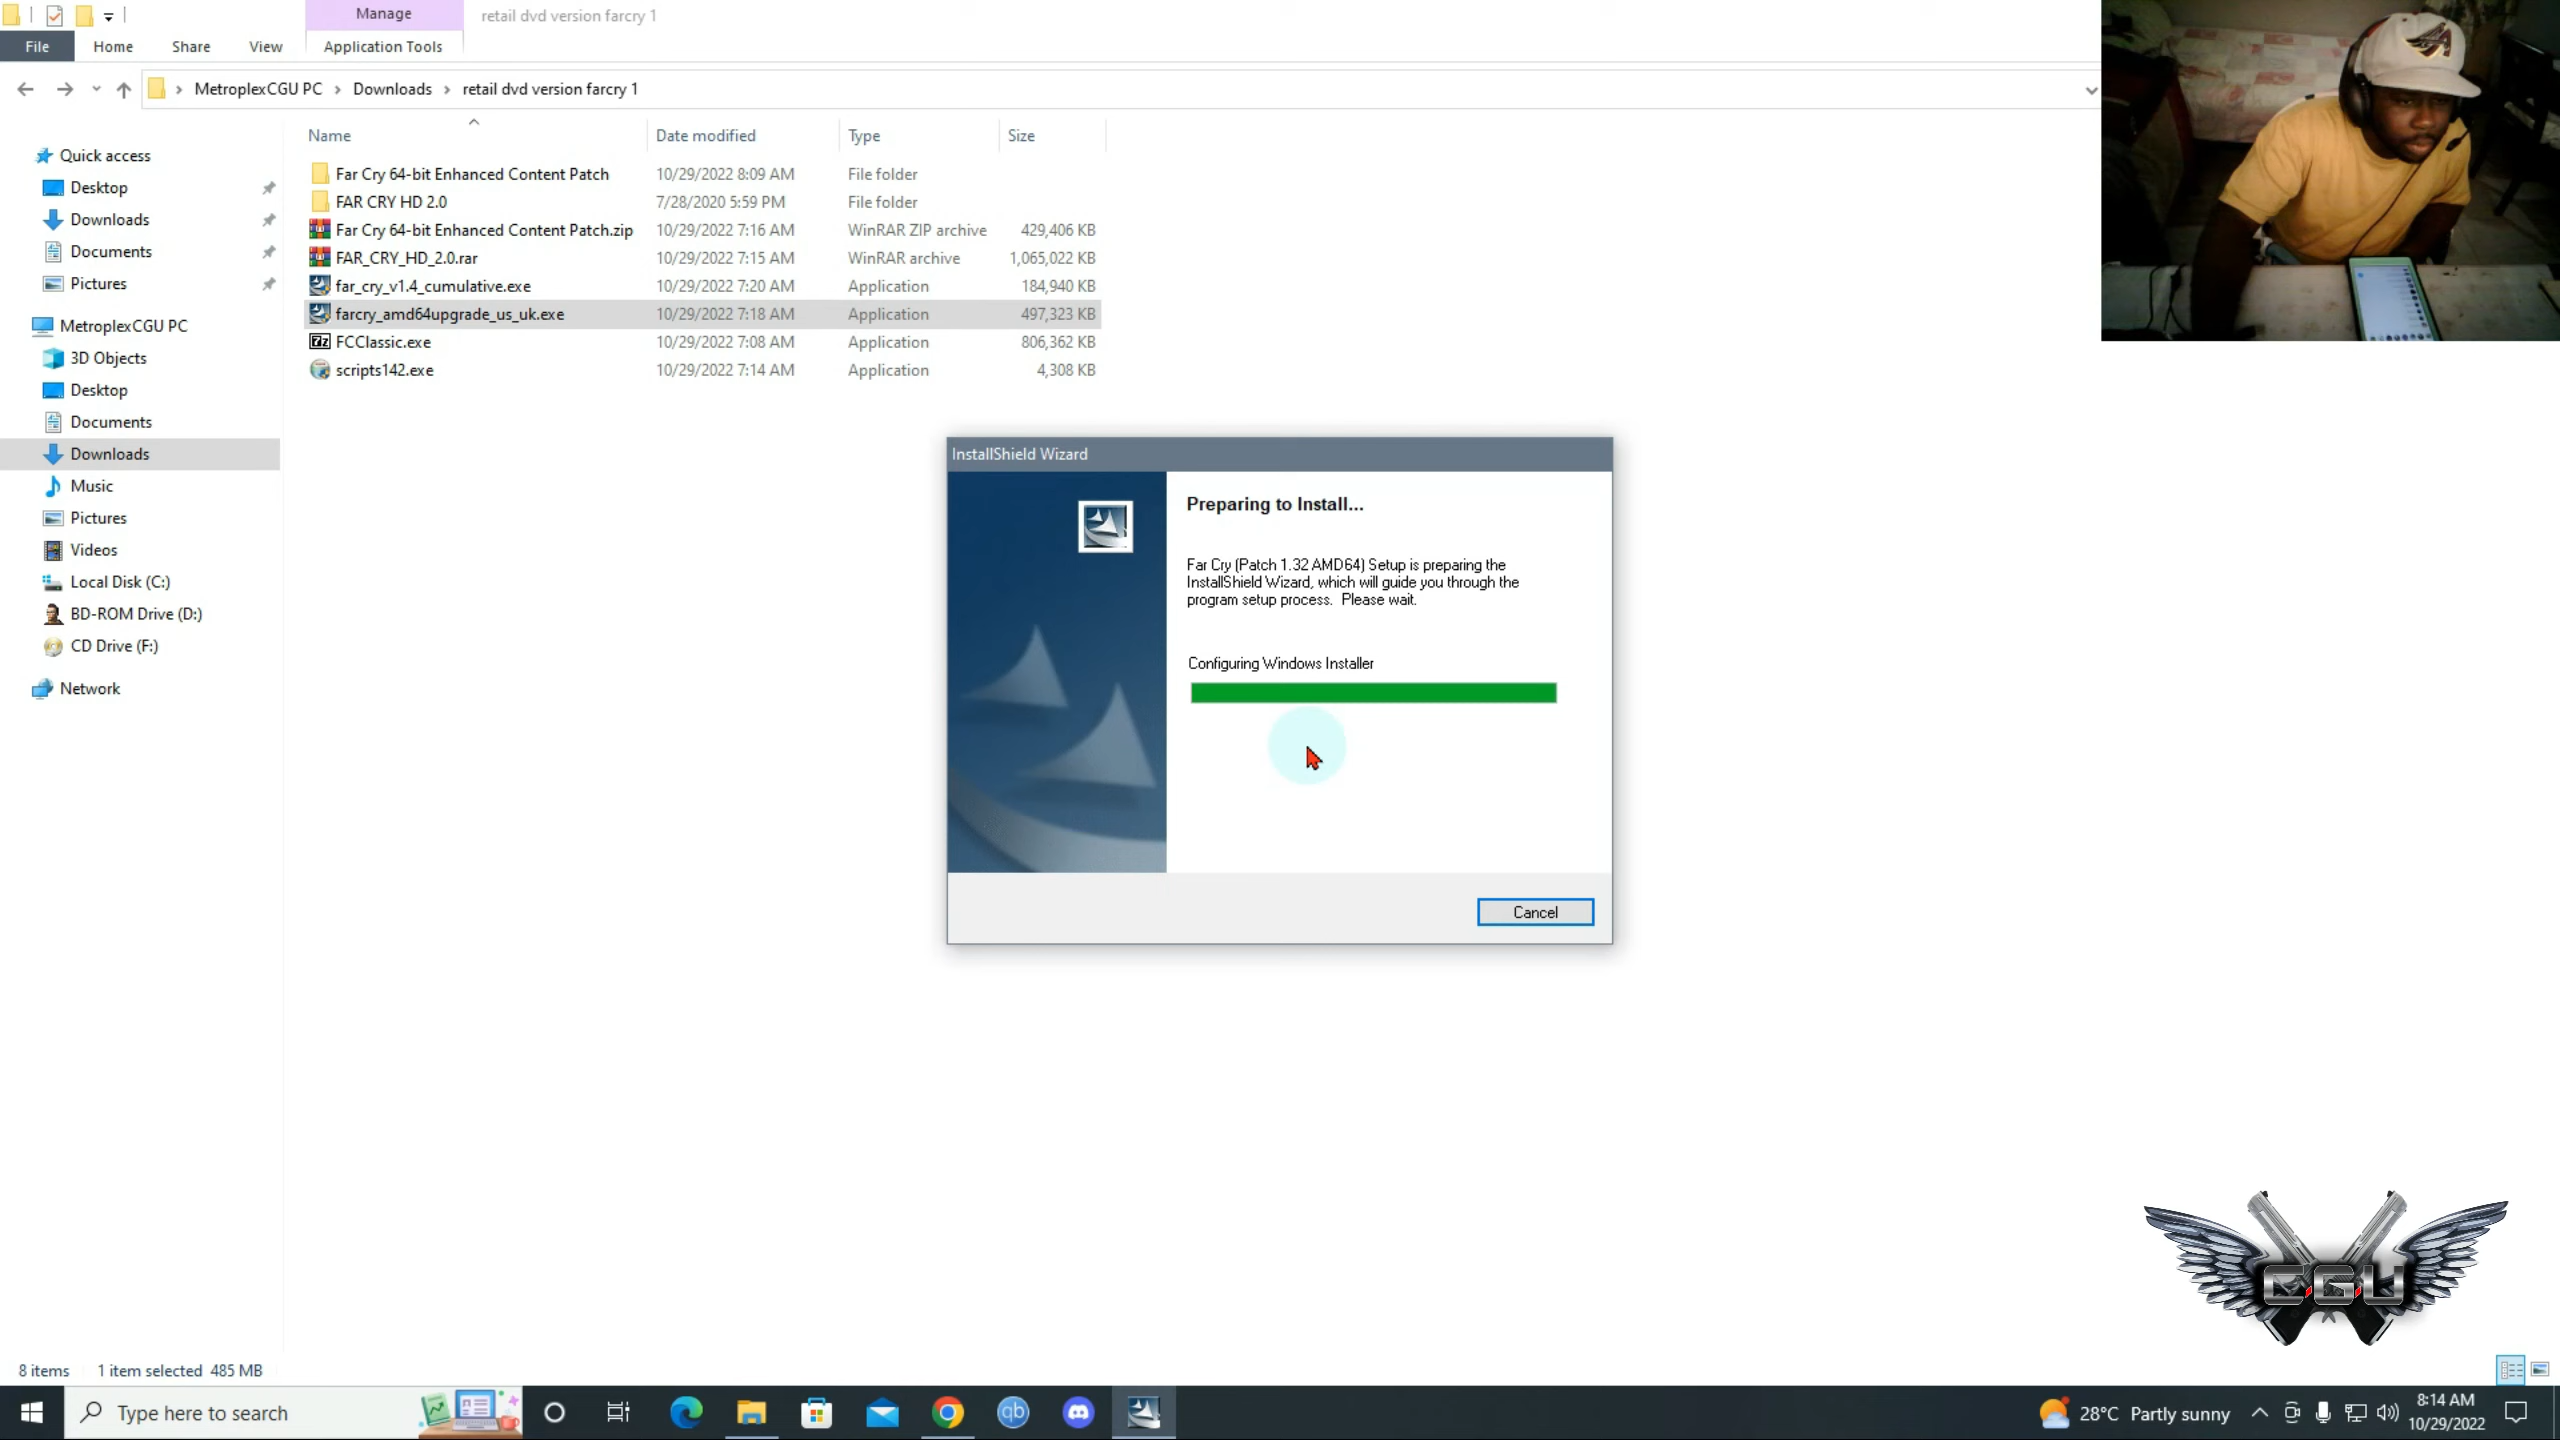 Manage
retail dvd version farcry 1
File
Home
Share
View
Application Tools
MetroplexCGU PC
Downloads
retail dvd version farcry 1
Name
Date modified
Type
Size
Quick access
Desktop
Downloads
Documents
Pictures
MetroplexCGU PC
3D Objects
Desktop
Documents
Downloads
Music
Pictures
Videos
Local Disk (C:)
BD-ROM Drive (D:)
CD Drive (F:)
Network
Far Cry 64-bit Enhanced Content Patch 10/29/2022 8:09 AM File folder
FAR CRY HD 2.0 7/28/2020 5:59 PM File folder
Far Cry 64-bit Enhanced Content Patch.zip 10/29/2022 7:16 AM WinRAR ZIP archive 429,406 KB
FAR_CRY_HD_2.0.rar 10/29/2022 7:15 AM WinRAR archive 1,065,022 KB
far_cry_v1.4_cumulative.exe 10/29/2022 7:20 AM Application 184,940 KB
farcry_amd64upgrade_us_uk.exe 10/29/2022 7:18 AM Application 497,323 KB
FCClassic.exe 10/29/2022 7:08 AM Application 806,362 KB
scripts142.exe 10/29/2022 7:14 AM Application 4,308 KB
InstallShield Wizard
Preparing to Install...
Far Cry (Patch 1.32 AMD64) Setup is preparing the
InstallShield Wizard, which will guide you through the
program setup process. Please wait.
Configuring Windows Installer
Cancel
CGU
8 items 1 item selected 485 MB
Type here to search
qb
28°C Partly sunny
8:14 AM
10/29/2022